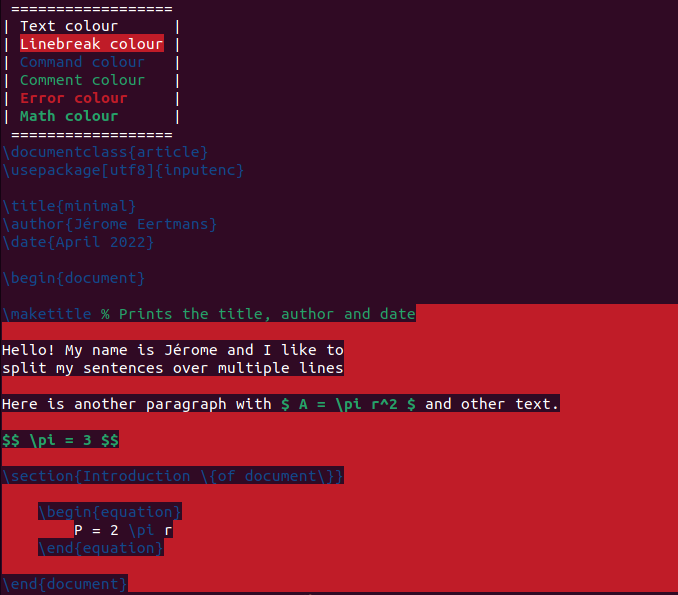 ==================
| Text colour      |
| Linebreak colour |
| Command colour   |
| Comment colour   |
| Error colour     |
| Math colour      |
==================
\documentclass{article}
\usepackage[utf8]{inputenc}
\title{minimal}
\author{Jérome Eertmans}
\date{April 2022}
\begin{document}
\maketitle % Prints the title, author and date
Hello! My name is Jérome and I like to
split my sentences over multiple lines
Here is another paragraph with $ A = \pi r^2 $ and other text.
$$ \pi = 3 $$
\section{Introduction \{of document\}}
\begin{equation}
P = 2 \pi r
\end{equation}
\end{document}